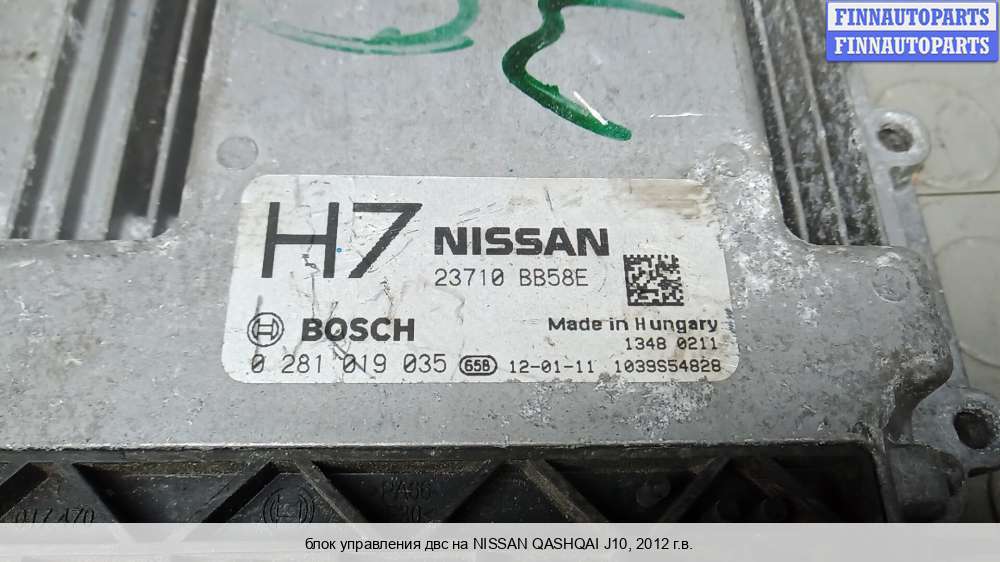 FINNAUTOPARTS
FINNAUTOPARTS
H7 NISSAN
23710 BB58E
BOSCH
Made in Hungary
1348 0211
0 281 019 035 65B 12-01-11 1039S54828
блок управления двс на NISSAN QASHQAI J10, 2012 г.в.